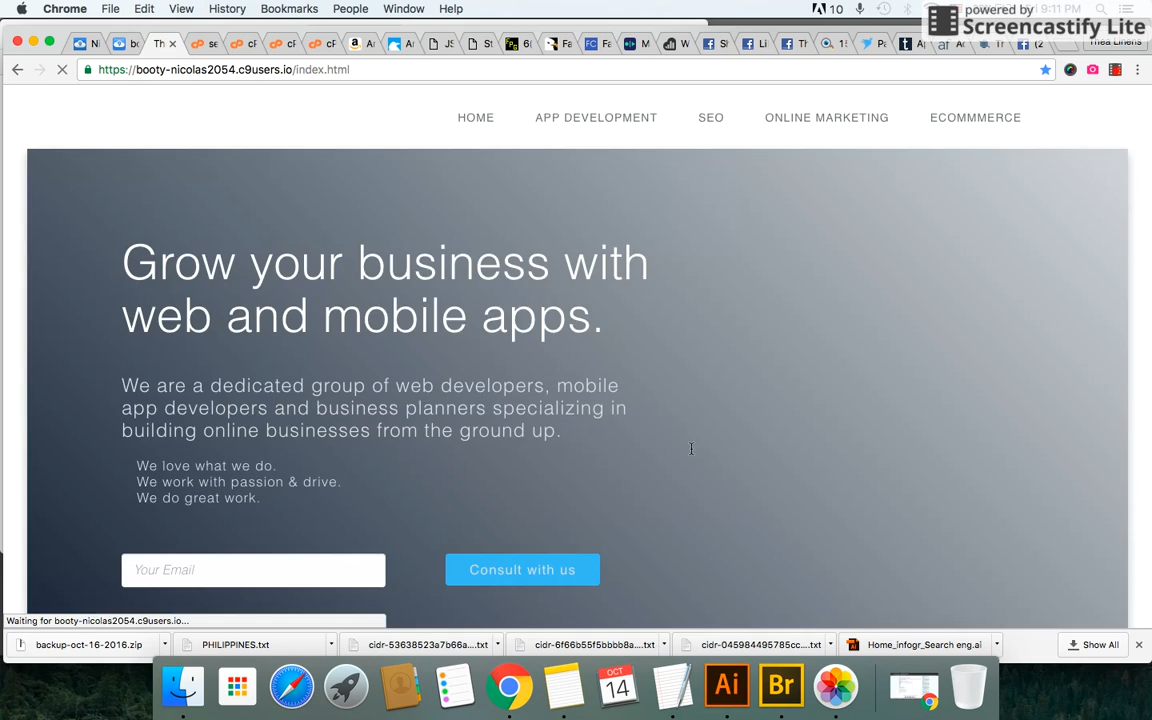 Chrome File Edit View History Bookmarks People Window Help
10
9:11 PM
powered by
Screencastify Lite
https://booty-nicolas2054.c9users.io/index.html
HOME APP DEVELOPMENT SEO ONLINE MARKETING ECOMMMERCE
Grow your business with
web and mobile apps.
We are a dedicated group of web developers, mobile
app developers and business planners specializing in
building online businesses from the ground up.
We love what we do.
We work with passion & drive.
We do great work.
Your Email
Consult with us
Waiting for booty-nicolas2054.c9users.io...
backup-oct-16-2016.zip PHILIPPINES.txt cidr-53638523a7b66a....txt cidr-6f66b55f5bbbb8a....txt cidr-045984495785cc....txt Home_infogr_Search eng.ai Show All
OCT
14
Ai
Br